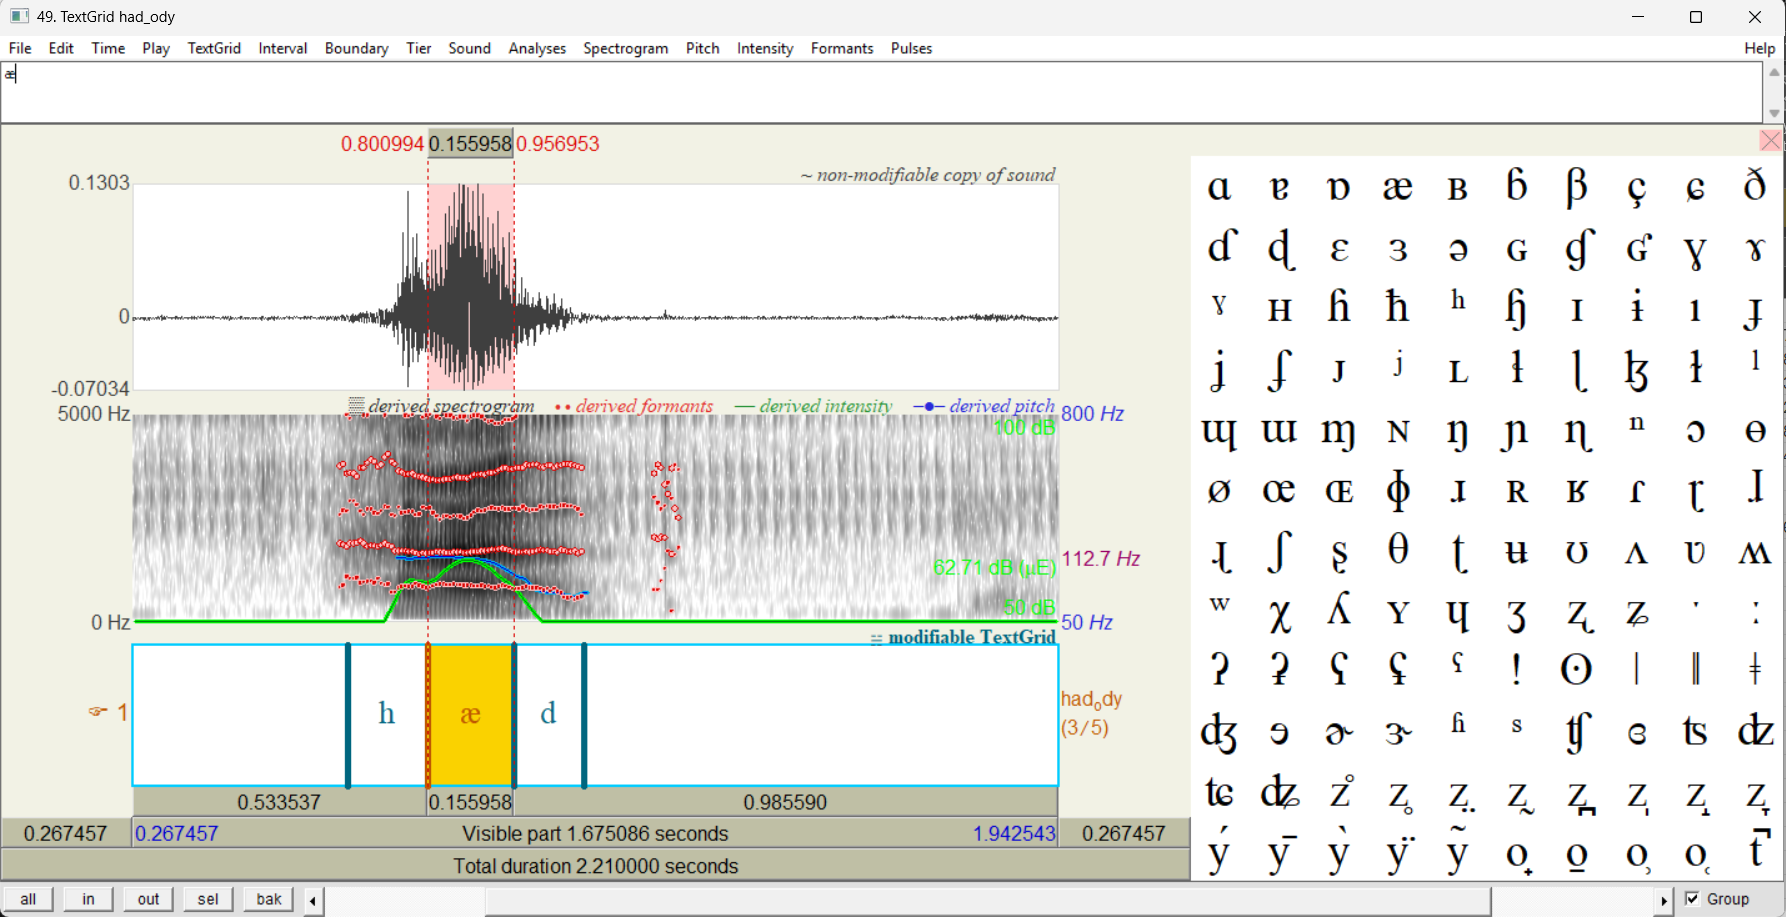 49. TextGrid had_ody
File Edit Time Play TextGrid Interval Boundary Tier Sound Analyses Spectrogram Pitch Intensity Formants Pulses Help
æ
0.800994 0.155958 0.956953
~ non-modifiable copy of sound
0.1303
0
-0.07034
derived spectrogram derived formants derived intensity derived pitch
5000 Hz
800 Hz
100 dB
112.7 Hz
62.71 dB (µE)
50 dB
0 Hz
50 Hz
modifiable TextGrid
☞ 1
h æ d
had_ody
(3/5)
0.533537 0.155958 0.985590
0.267457 0.267457 Visible part 1.675086 seconds 1.942543 0.267457
Total duration 2.210000 seconds
all in out sel bak Group
ɑ ɐ ɒ æ ʙ ɓ β ç ɕ ð
ɗ ɖ ɛ ɜ ə ɢ ɠ ʛ ɣ ɤ
ˠ ʜ ɦ ħ ʰ ɧ ɪ ɨ ı ɟ
ʝ ʄ ᴊ ʲ ʟ ɫ ɭ ɮ ɬ ˡ
ɰ ɯ ɱ ɴ ŋ ɲ ɳ ⁿ ɔ ɵ
ø œ ɶ ɸ ɹ ʀ ʁ ɾ ɽ ɺ
ɻ ʃ ʂ θ ʈ ʉ ʊ ʌ ʋ ʍ
ʷ χ ʎ ʏ ɥ ʒ ʐ ʑ ˑ ː
ʔ ʡ ʕ ʢ ˤ ! ʘ ǀ ǁ ǂ
ʤ ɘ ɚ ɝ ʱ ˢ ʧ ɞ ʦ ʣ
ʨ ʥ z̊ z̥ z̤ z̰ z̺ z̩ z̝ z̞
ý ȳ ỳ ÿ ỹ o̟ o̠ o̹ o̜ t̚